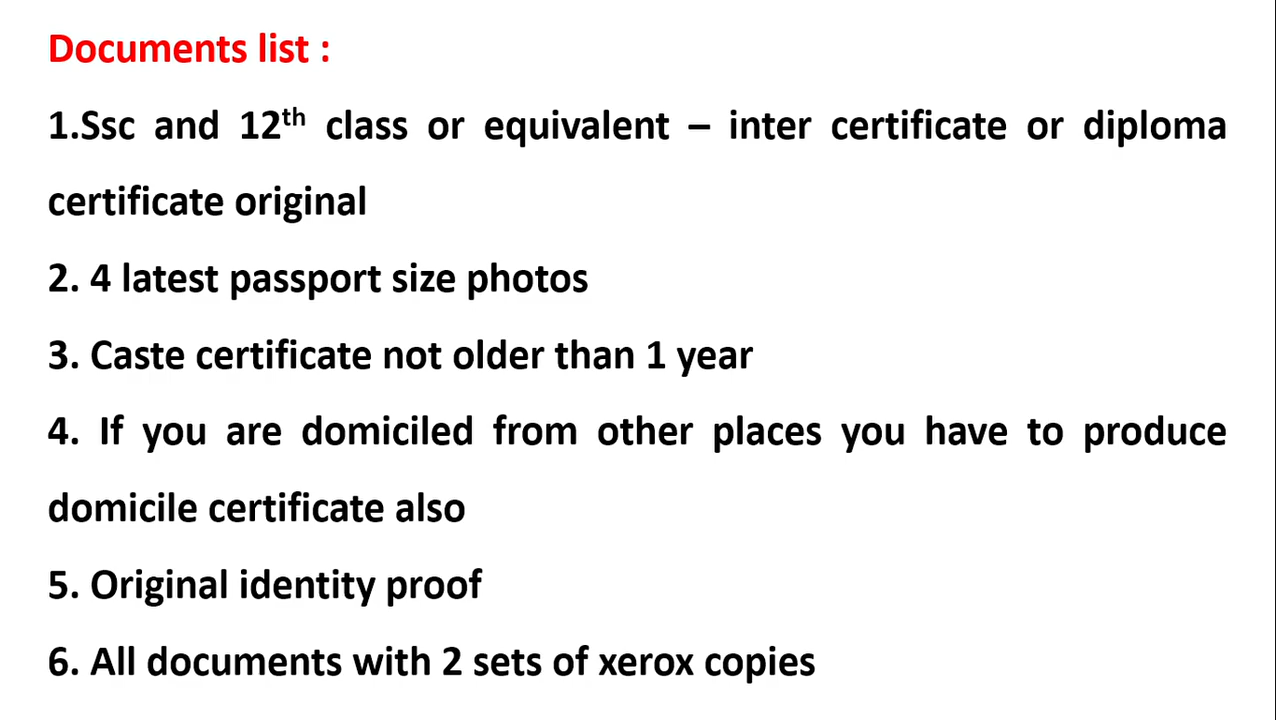 Documents list :
1.Ssc and 12th class or equivalent – inter certificate or diploma
certificate original
2. 4 latest passport size photos
3. Caste certificate not older than 1 year
4. If you are domiciled from other places you have to produce
domicile certificate also
5. Original identity proof
6. All documents with 2 sets of xerox copies